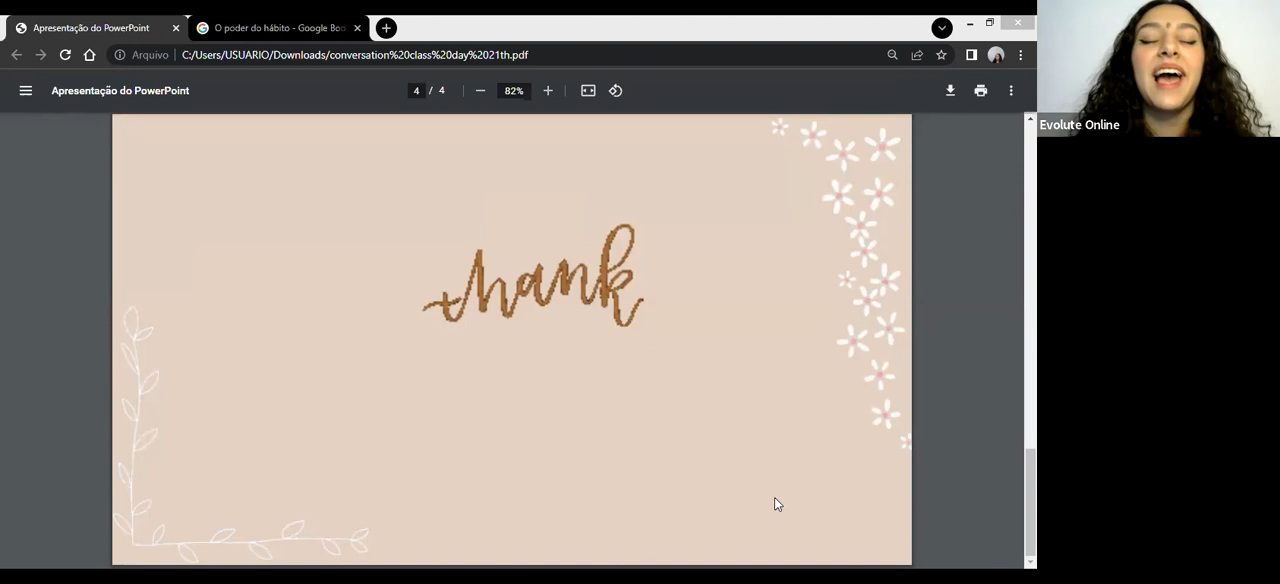 Apresentação do PowerPoint
O poder do hábito - Google Boo
Arquivo
C:/Users/USUARIO/Downloads/conversation%20class%20day%2021th.pdf
Apresentação do PowerPoint
4 / 4
82%
Evolute Online
thank